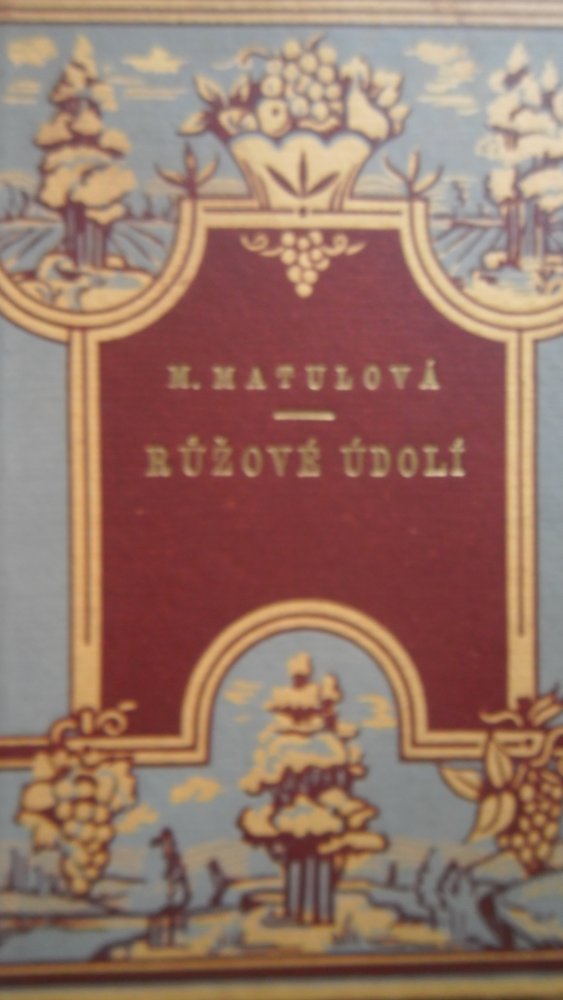 M. MATULOVÁ
RŮŽOVÉ ÚDOLÍ